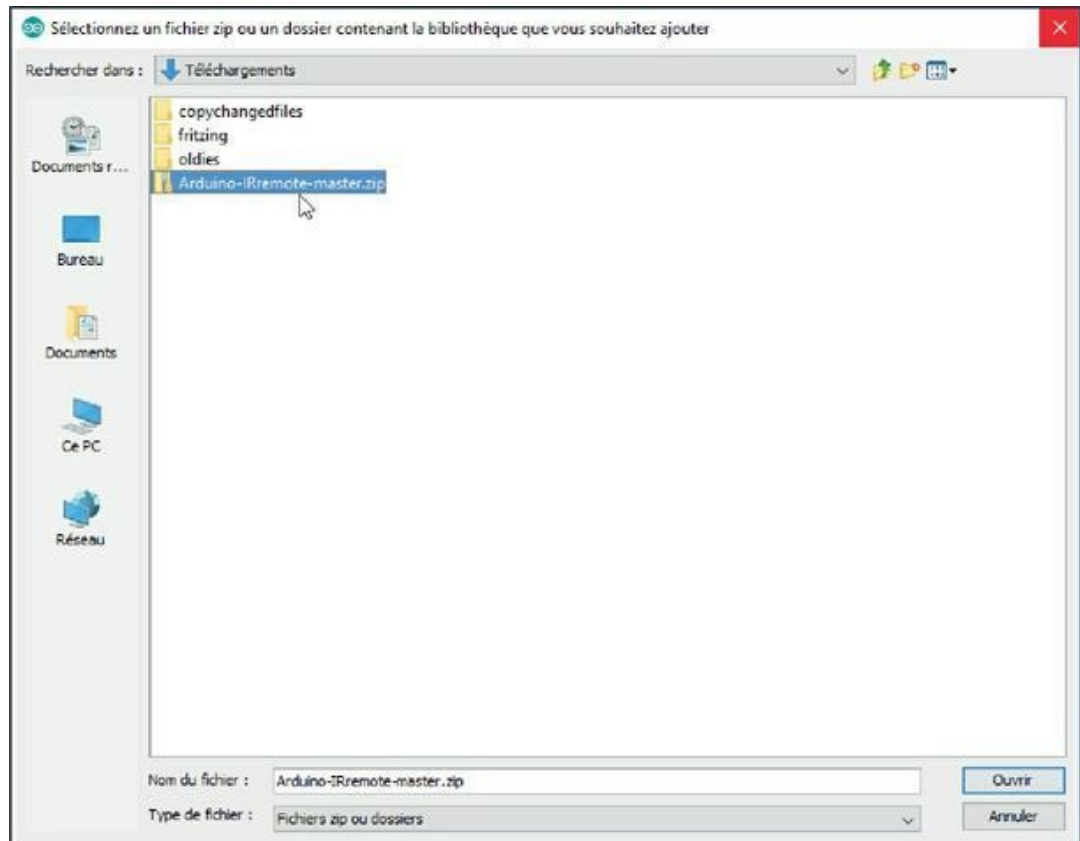 Sélectionnez un fichier zip ou un dossier contenant la bibliothèque que vous souhaitez ajouter
Rechercher dans : Téléchargements
copychangedfiles
fritzing
oldies
Arduino-IRremote-master.zip
Documents r...
Bureau
Documents
Ce PC
Réseau
Nom du fichier : Arduino-IRremote-master.zip Ouvrir
Type de fichier : Fichiers zip ou dossiers Annuler